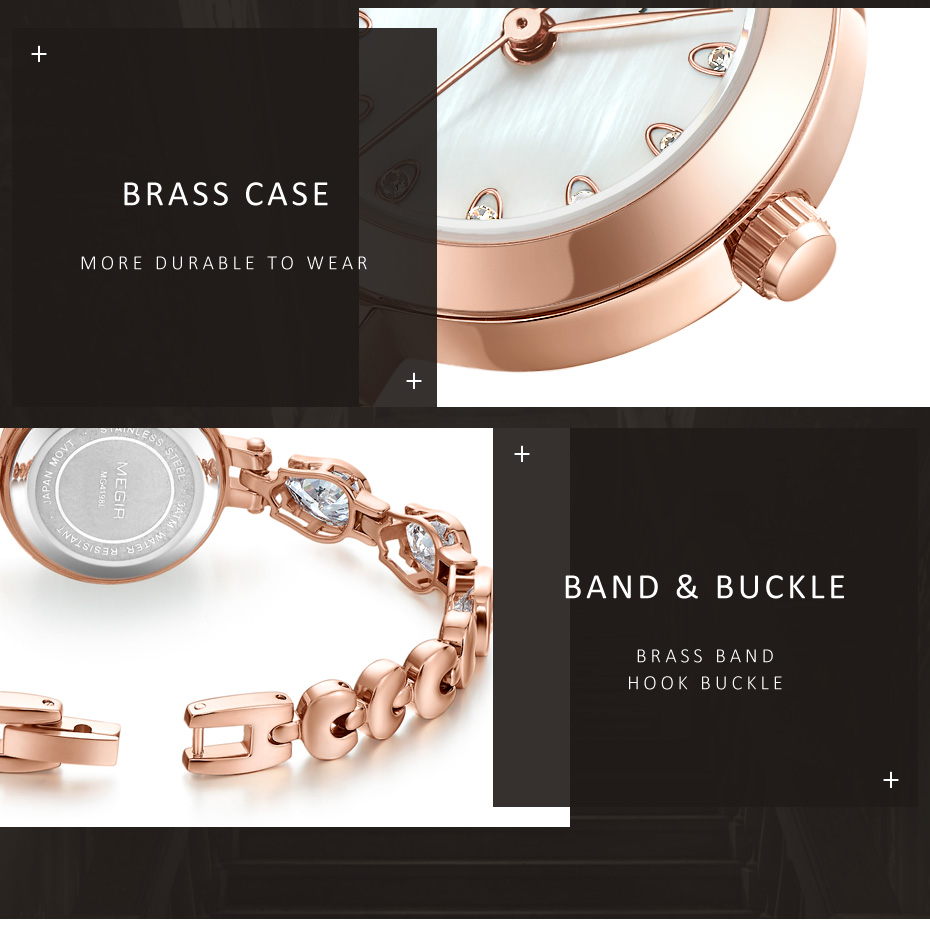 BRASS CASE
MORE DURABLE TO WEAR
STAINLESS STEEL
JAPAN MOVT
3ATM WATER RESISTANT
MEGIR
BAND & BUCKLE
BRASS BAND
HOOK BUCKLE